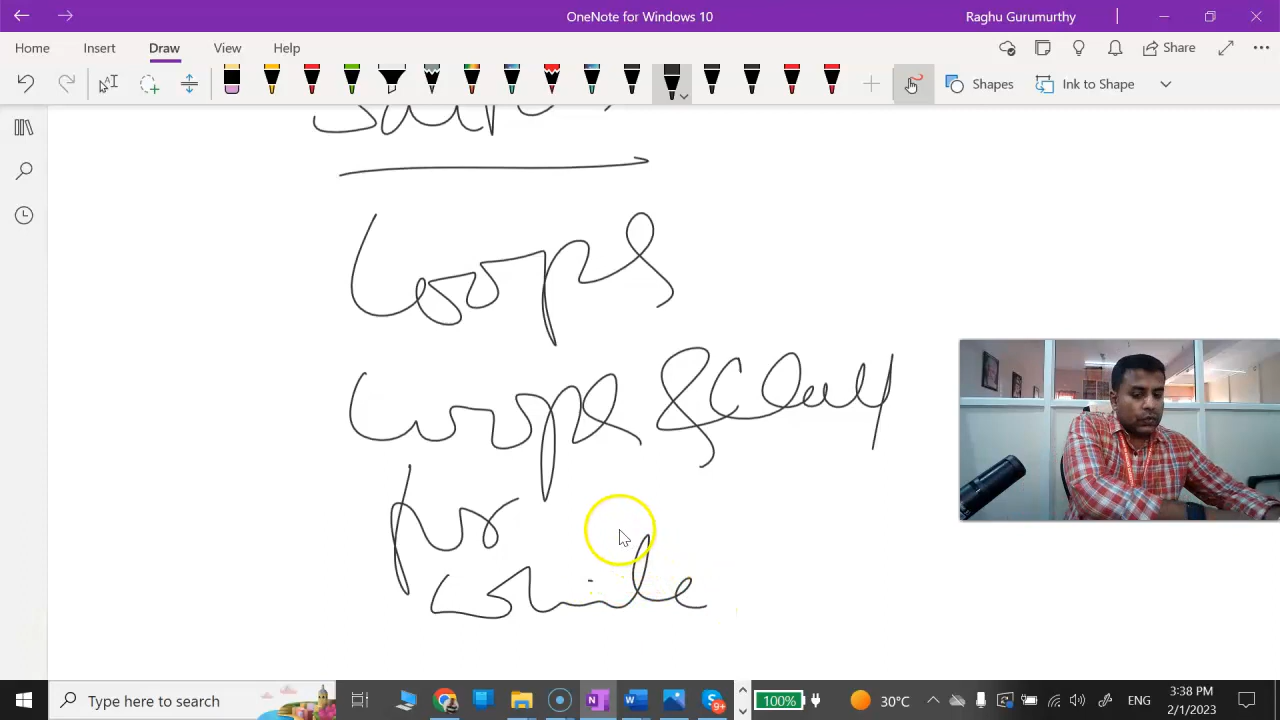 OneNote for Windows 10
Raghu Gurumurthy
Home Insert Draw View Help
Share
Shapes
Ink to Shape
Loops
Loops &
for
while
Type here to search
100%
30°C
ENG
3:38 PM
2/1/2023
9+